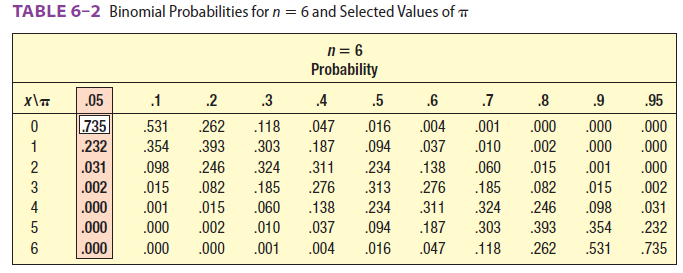 TABLE 6–2 Binomial Probabilities for n = 6 and Selected Values of π
n = 6
Probability
x\π .05 .1 .2 .3 .4 .5 .6 .7 .8 .9 .95
0 .735 .531 .262 .118 .047 .016 .004 .001 .000 .000 .000
1 .232 .354 .393 .303 .187 .094 .037 .010 .002 .000 .000
2 .031 .098 .246 .324 .311 .234 .138 .060 .015 .001 .000
3 .002 .015 .082 .185 .276 .313 .276 .185 .082 .015 .002
4 .000 .001 .015 .060 .138 .234 .311 .324 .246 .098 .031
5 .000 .000 .002 .010 .037 .094 .187 .303 .393 .354 .232
6 .000 .000 .000 .001 .004 .016 .047 .118 .262 .531 .735